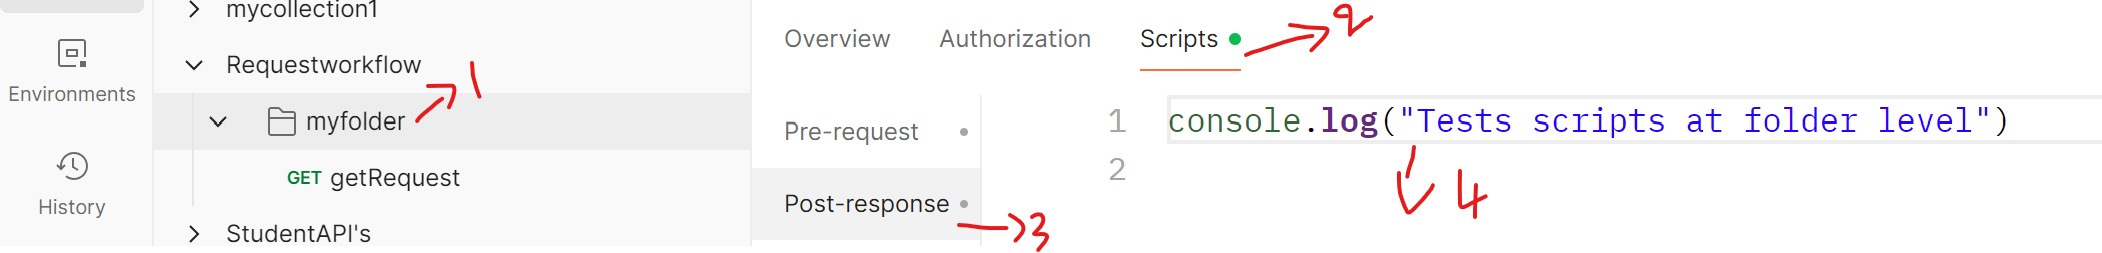 mycollection1
Environments
Requestworkflow
myfolder
1
GET getRequest
History
StudentAPI's
Overview
Authorization
Scripts
2
Pre-request
Post-response
3
1
console.log("Tests scripts at folder level")
2
4